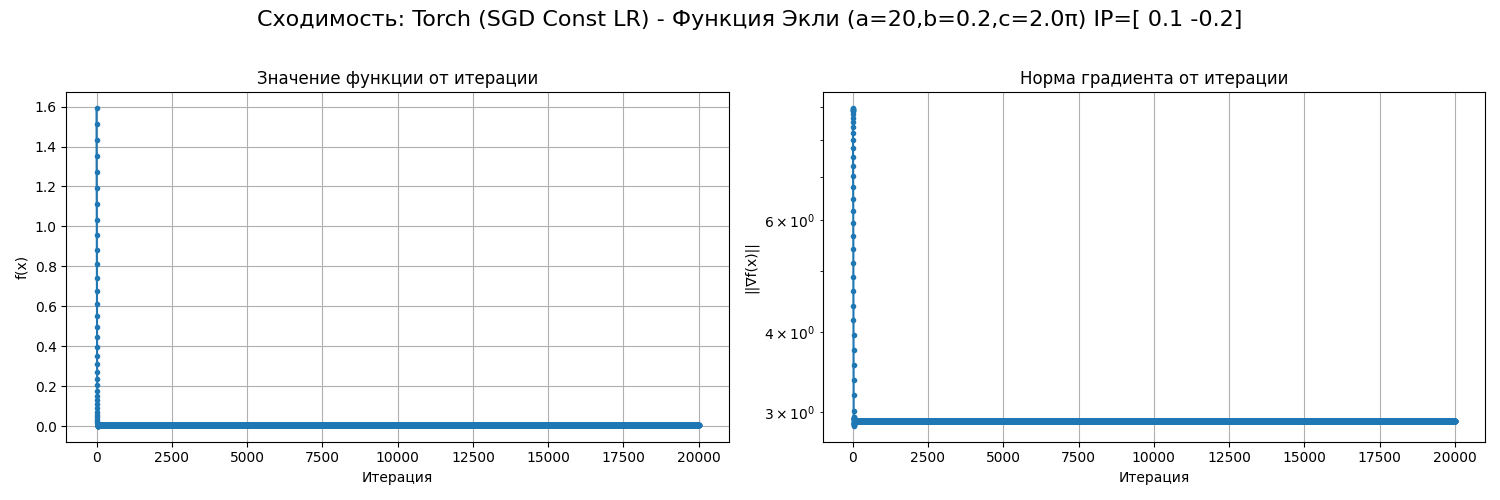 Сходимость: Torch (SGD Const LR) - Функция Экли (a=20,b=0.2,c=2.0π) IP=[ 0.1 -0.2]
Значение функции от итерации
f(x)
1.6
1.4
1.2
1.0
0.8
0.6
0.4
0.2
0.0
0 2500 5000 7500 10000 12500 15000 17500 20000
Итерация
Норма градиента от итерации
||∇f(x)||
6 × 10⁰
4 × 10⁰
3 × 10⁰
0 2500 5000 7500 10000 12500 15000 17500 20000
Итерация